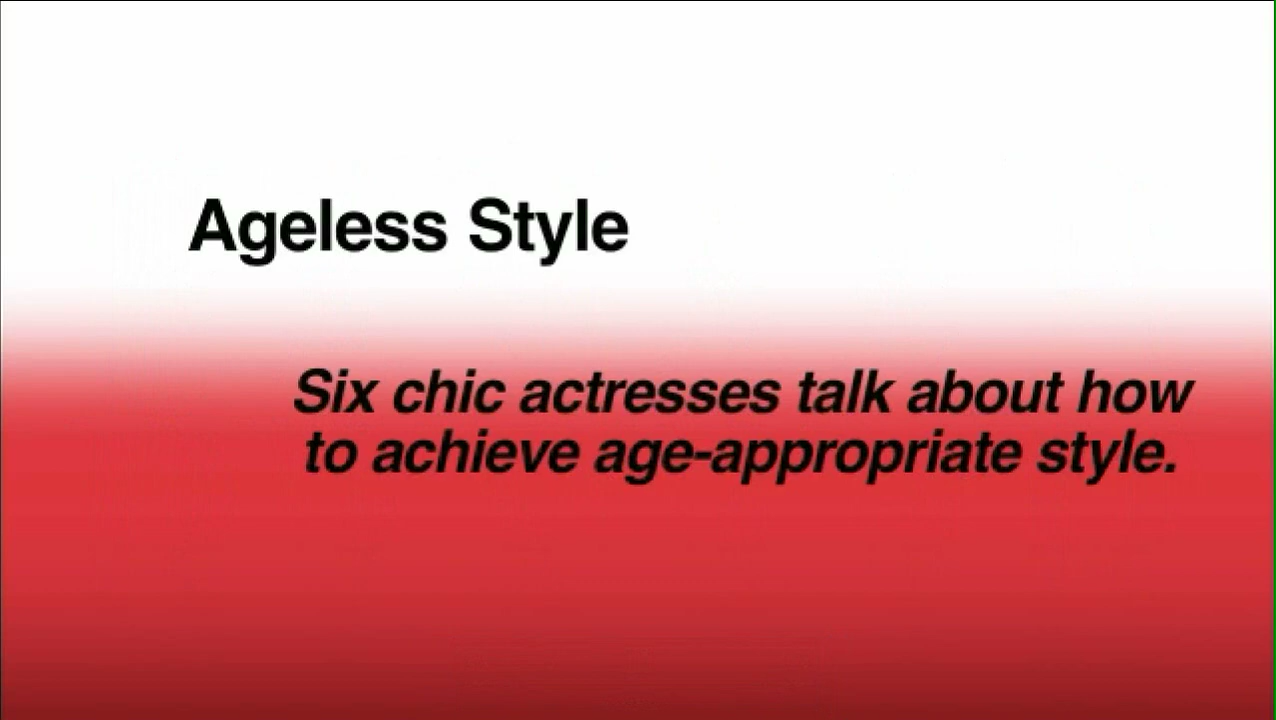 Ageless Style
Six chic actresses talk about how
to achieve age-appropriate style.